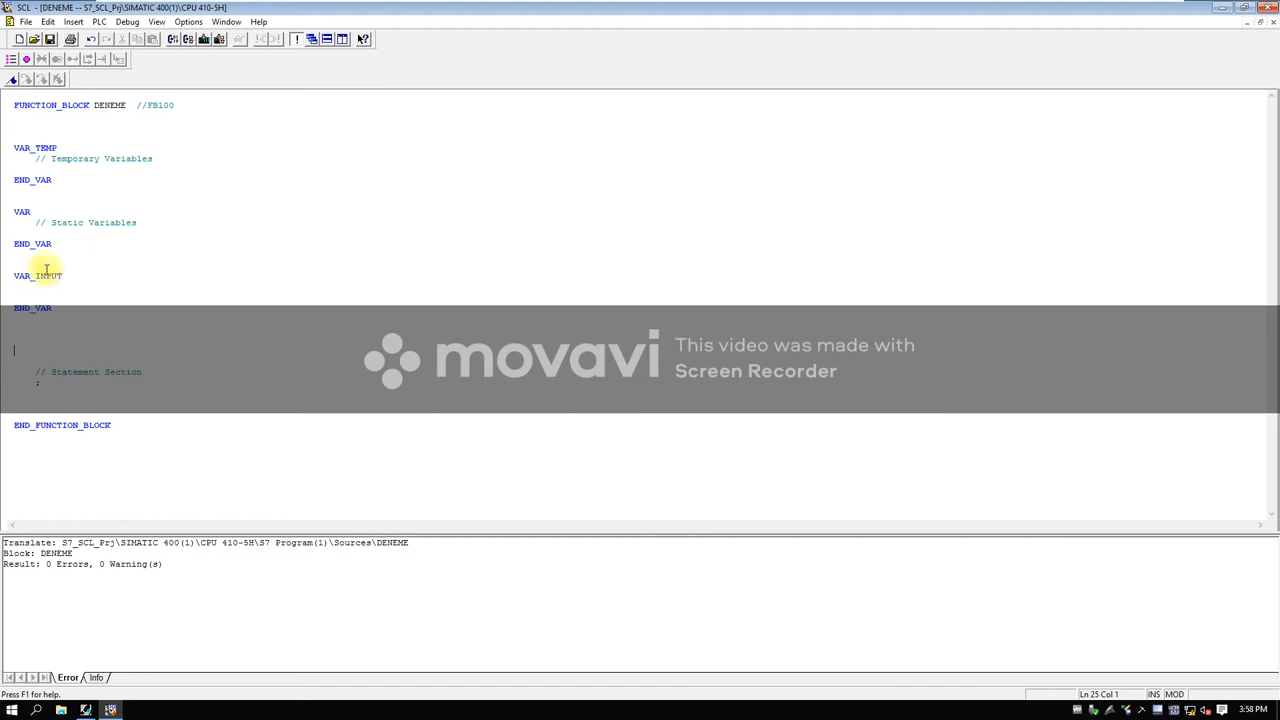 SCL - [DENEME -- S7_SCL_Prj\SIMATIC 400(1)\CPU 410-5H]
File Edit Insert PLC Debug View Options Window Help
FUNCTION_BLOCK DENEME //FB100
VAR_TEMP
// Temporary Variables
END_VAR
VAR
// Static Variables
END_VAR
VAR_INPUT
END_VAR
movavi
This video was made with
Screen Recorder
// Statement Section
;
END_FUNCTION_BLOCK
Translate: S7_SCL_Prj\SIMATIC 400(1)\CPU 410-5H\S7 Program(1)\Sources\DENEME
Block: DENEME
Result: 0 Errors, 0 Warning(s)
Error Info
Press F1 for help.
Ln 25 Col 1 INS MOD
3:58 PM